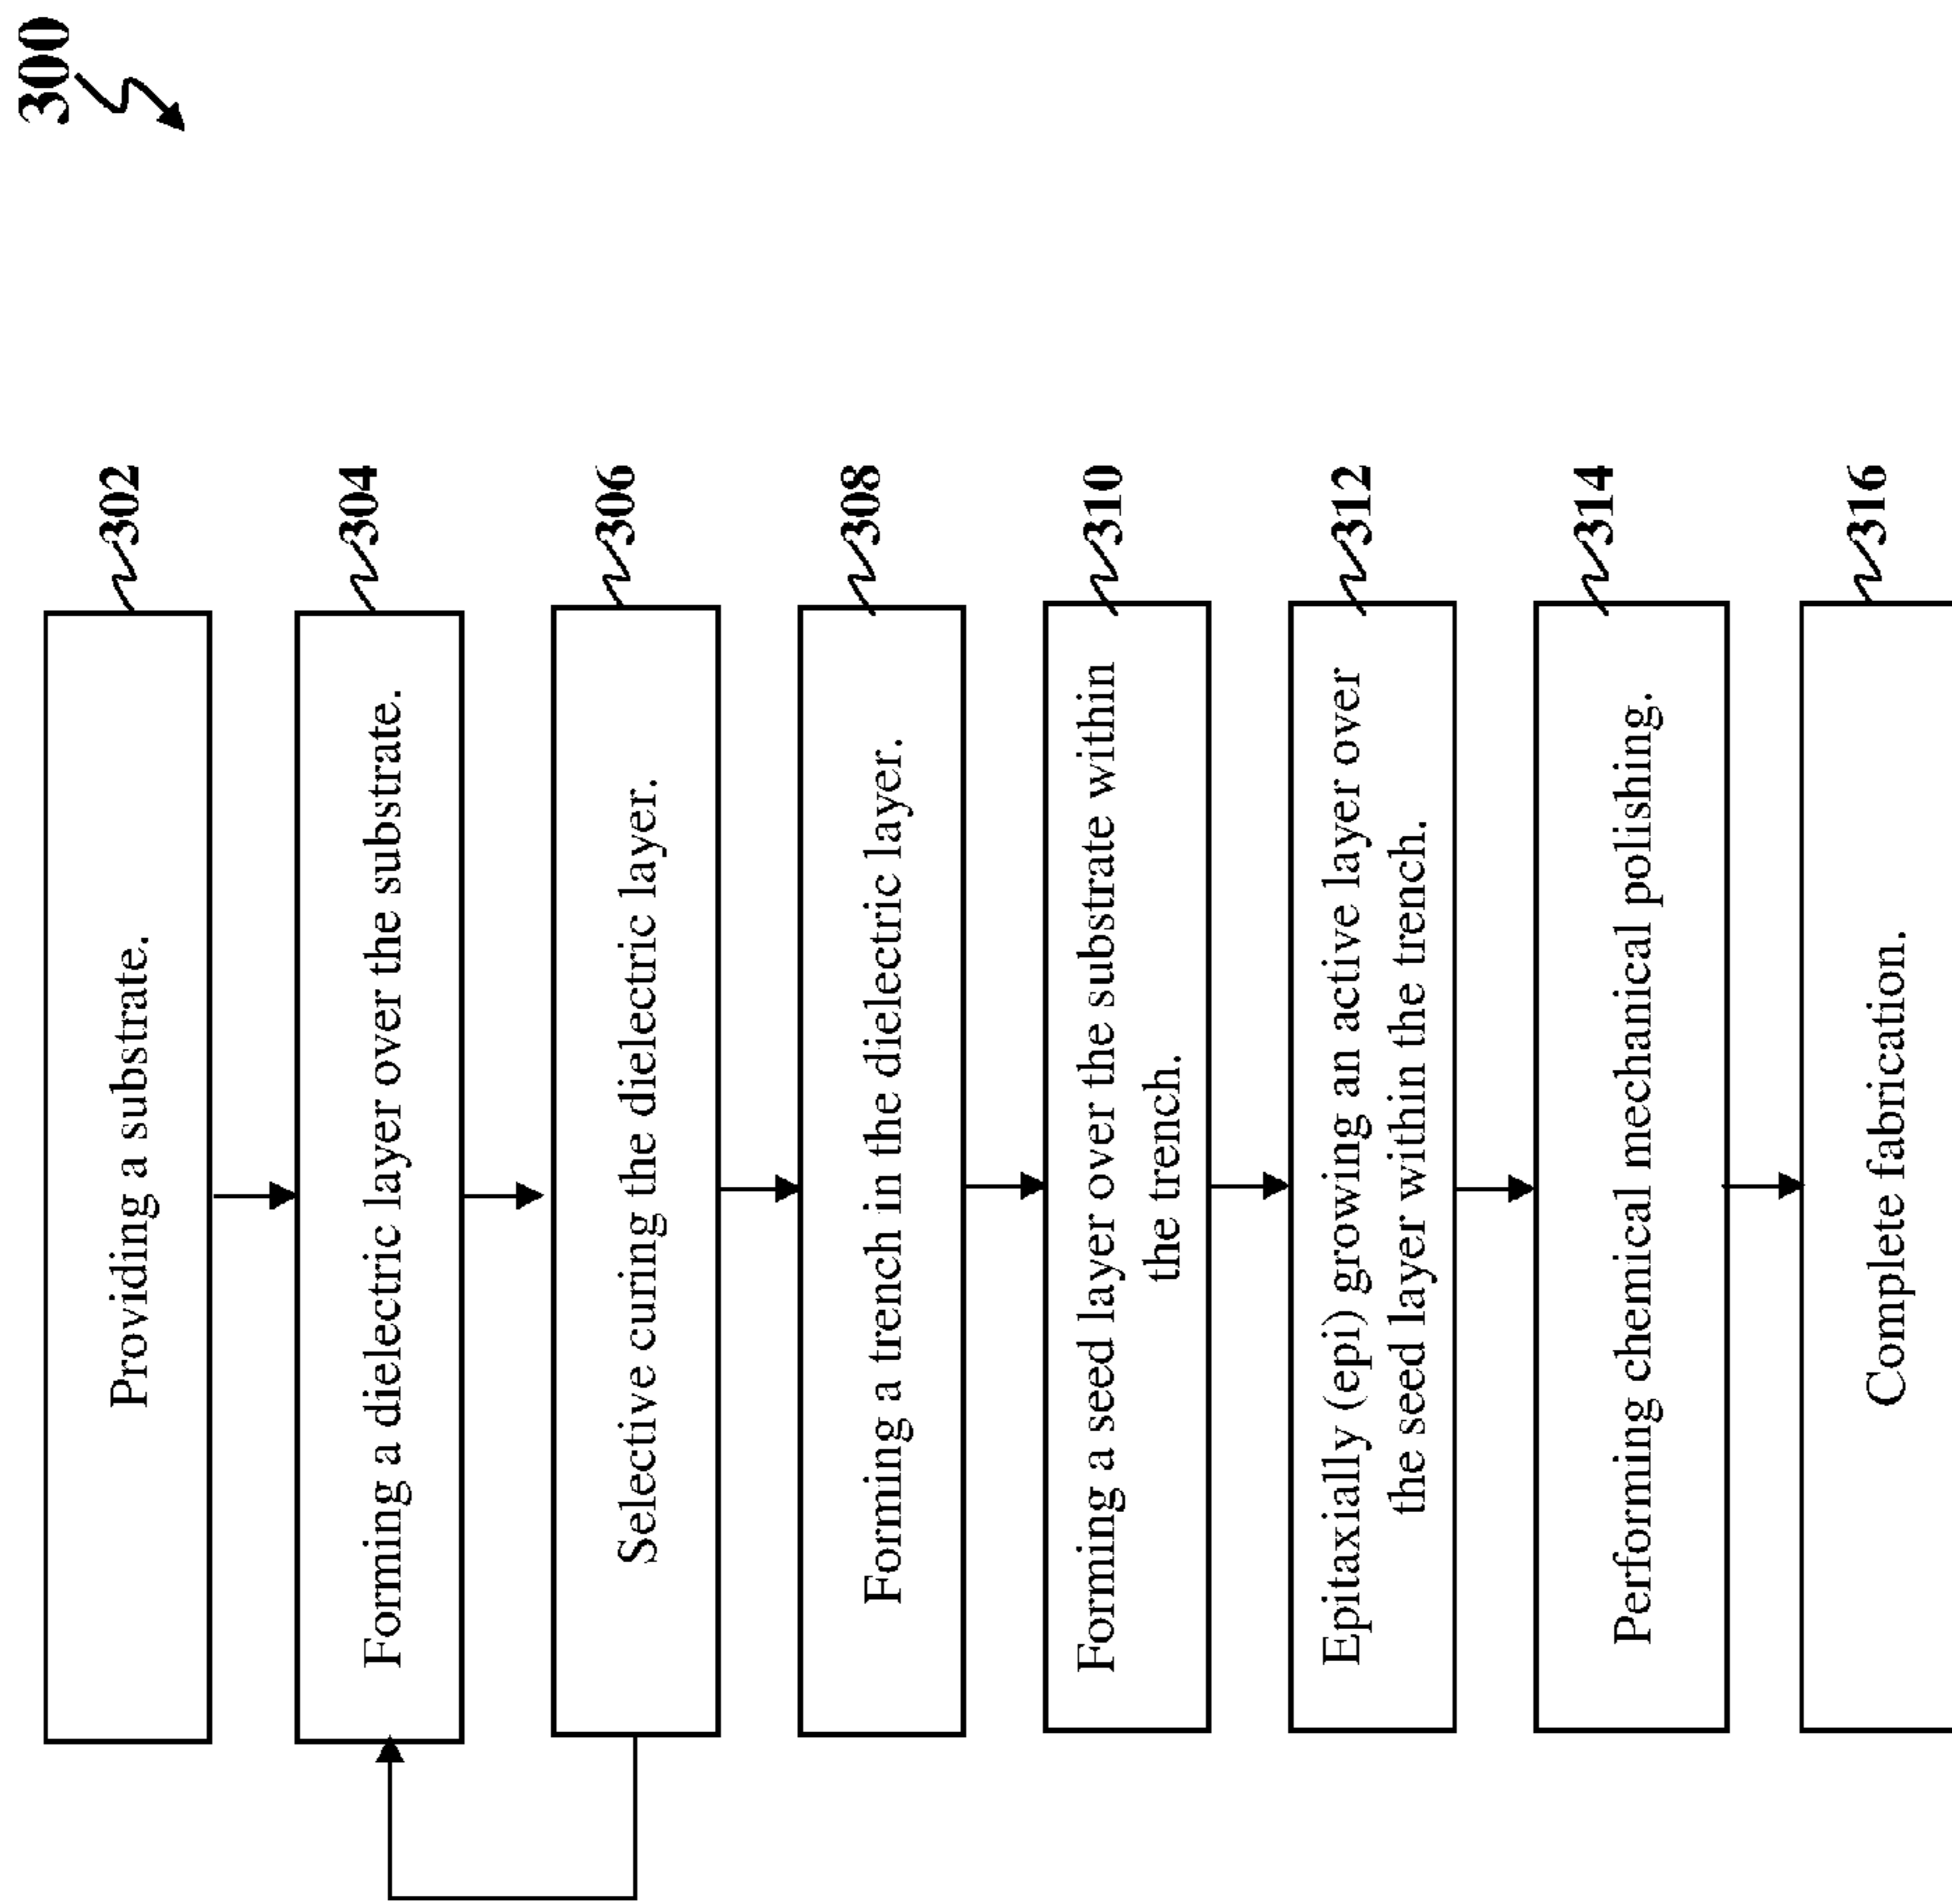 300
Providing a substrate.
302
Forming a dielectric layer over the substrate.
304
Selective curing the dielectric layer.
306
Forming a trench in the dielectric layer.
308
Forming a seed layer over the substrate within
the trench.
310
Epitaxially (epi) growing an active layer over
the seed layer within the trench.
312
Performing chemical mechanical polishing.
314
Complete fabrication.
316